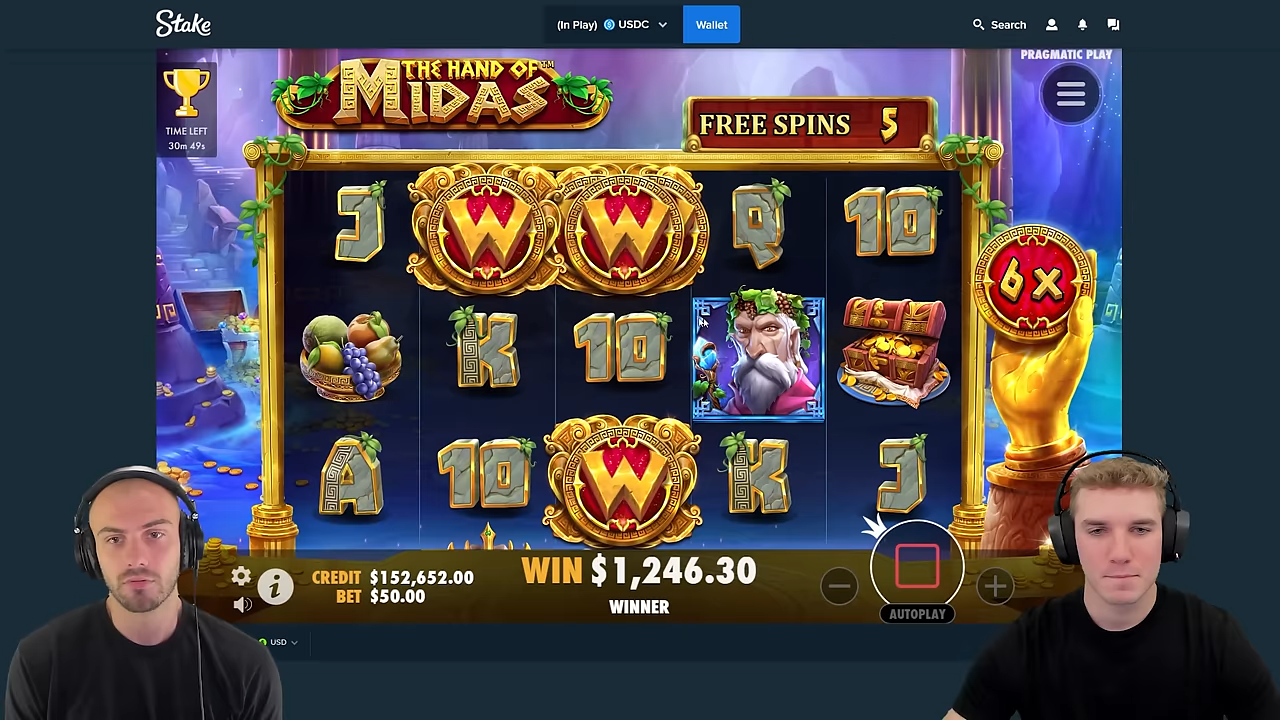 Stake
(In Play) USDC
Wallet
Search
PRAGMATIC PLAY
THE HAND OF
MIDAS™
FREE SPINS 5
TIME LEFT
30m 49s
J W W Q 10
6x
K 10
A 10 W K J
CREDIT $152,652.00
BET $50.00
WIN $1,246.30
WINNER
AUTOPLAY
USD